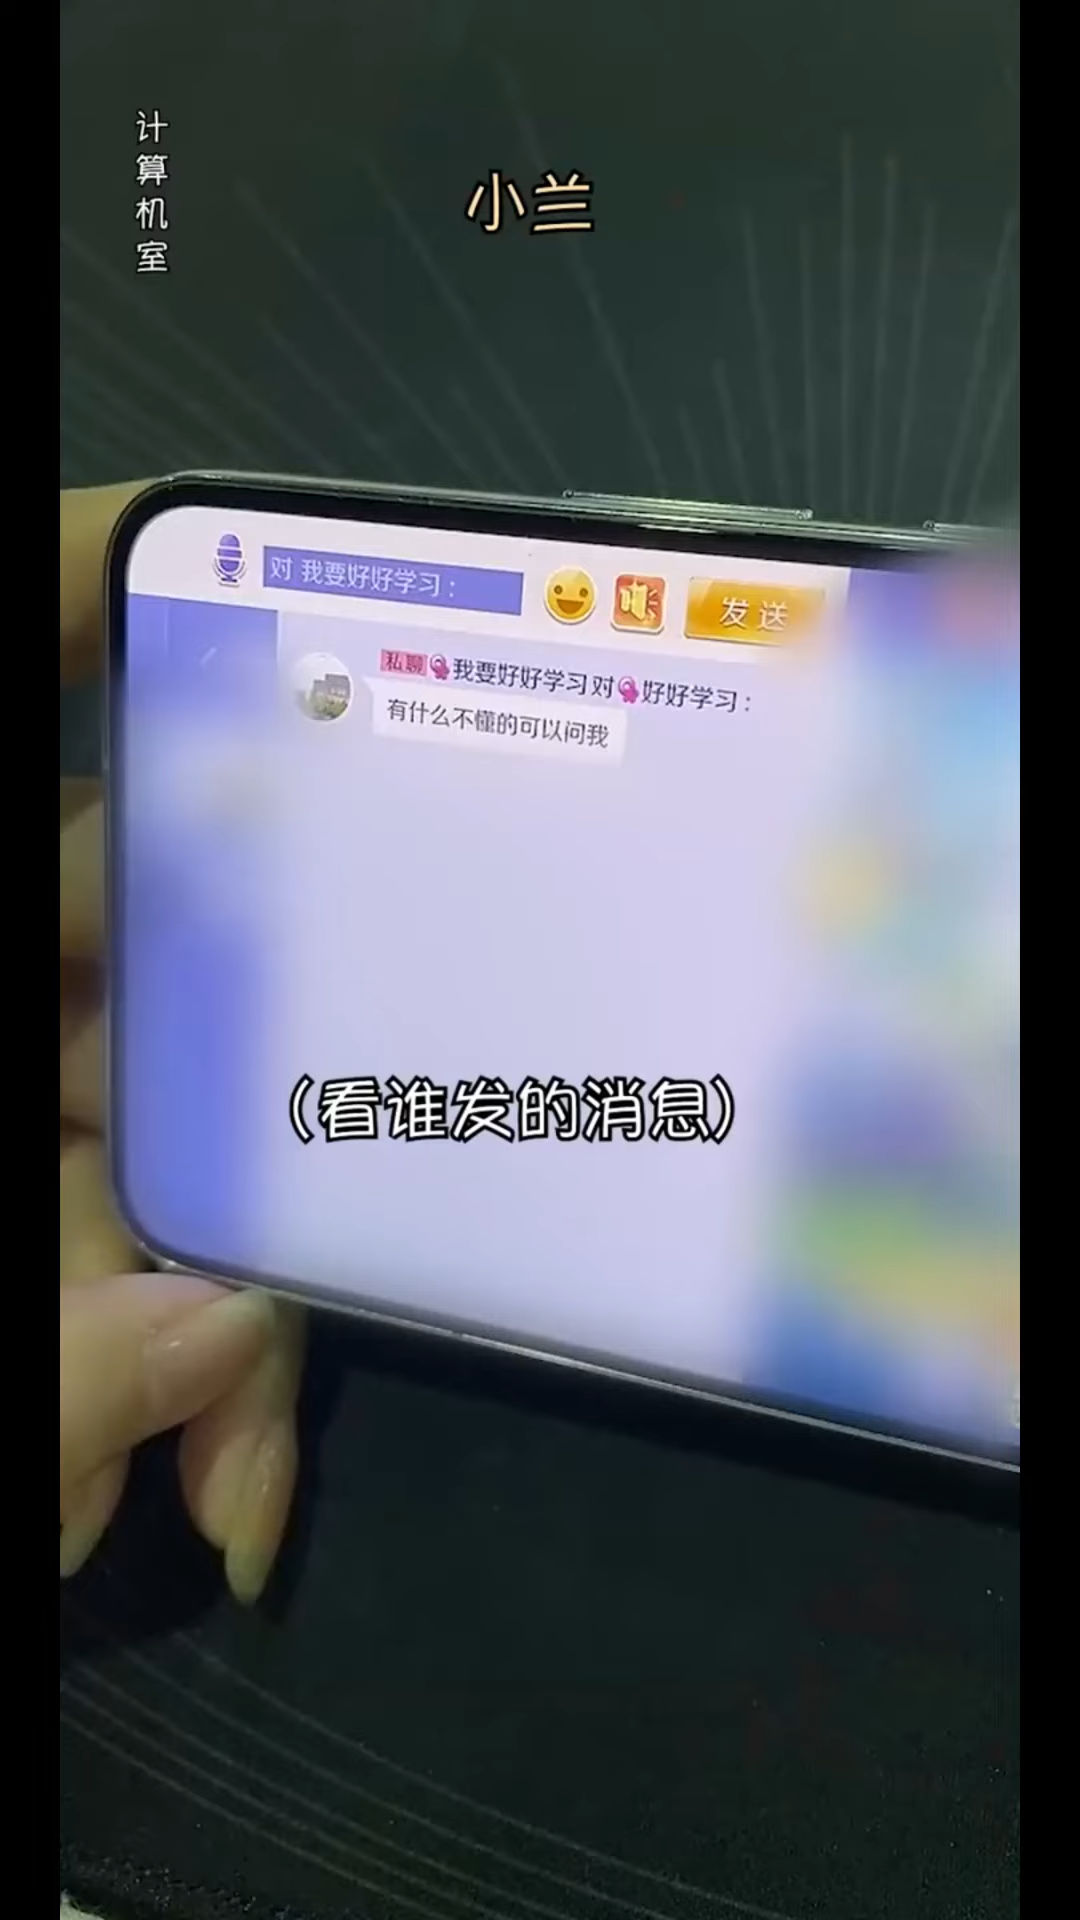 计算机室
小兰
对 我要好好学习：
发送
私聊 我要好好学习对 好好学习：
有什么不懂的可以问我
（看谁发的消息）